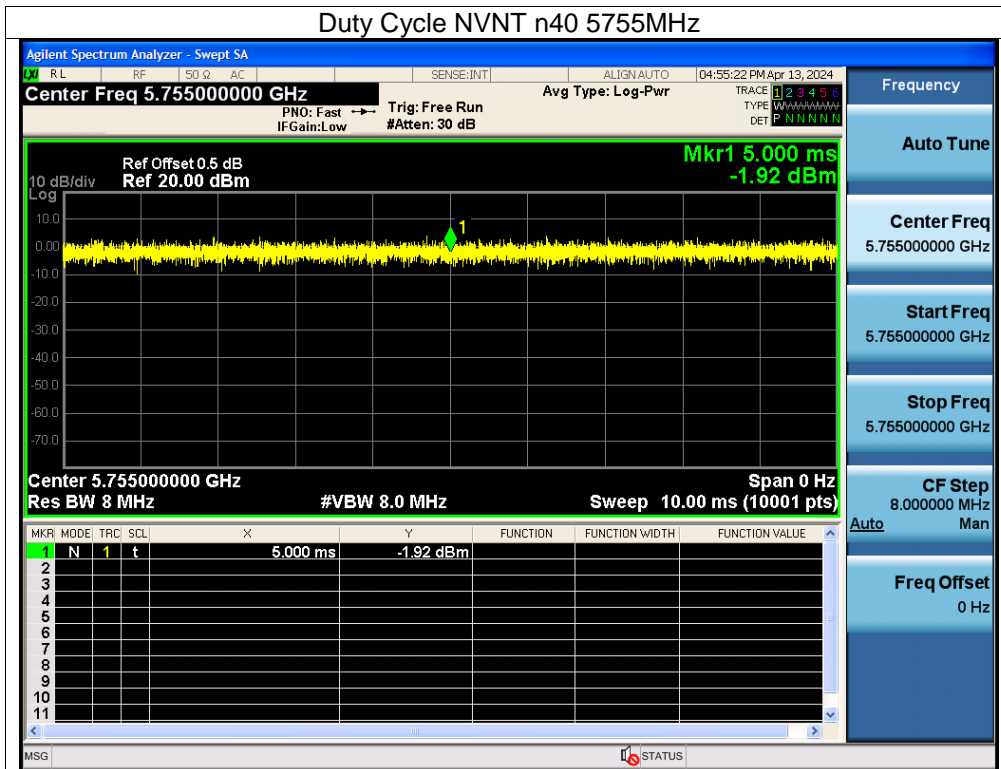 Duty Cycle NVNT n40 5755MHz
Agilent Spectrum Analyzer - Swept SA
LXI RL RF 50 Ω AC SENSE:INT ALIGN AUTO 04:55:22 PM Apr 13, 2024
Center Freq 5.755000000 GHz
PNO: Fast
IFGain:Low
Trig: Free Run
#Atten: 30 dB
Avg Type: Log-Pwr
TRACE 1 2 3 4 5 6
TYPE WWWWWW
DET P N N N N N
Ref Offset 0.5 dB
10 dB/div Ref 20.00 dBm
Log
Mkr1 5.000 ms
-1.92 dBm
10.0
0.00
-10.0
-20.0
-30.0
-40.0
-50.0
-60.0
-70.0
1
Center 5.755000000 GHz Span 0 Hz
Res BW 8 MHz #VBW 8.0 MHz Sweep 10.00 ms (10001 pts)
MKR MODE TRC SCL X Y FUNCTION FUNCTION WIDTH FUNCTION VALUE
1 N 1 t 5.000 ms -1.92 dBm
2
3
4
5
6
7
8
9
10
11
MSG STATUS
Frequency
Auto Tune
Center Freq
5.755000000 GHz
Start Freq
5.755000000 GHz
Stop Freq
5.755000000 GHz
CF Step
8.000000 MHz
Auto Man
Freq Offset
0 Hz